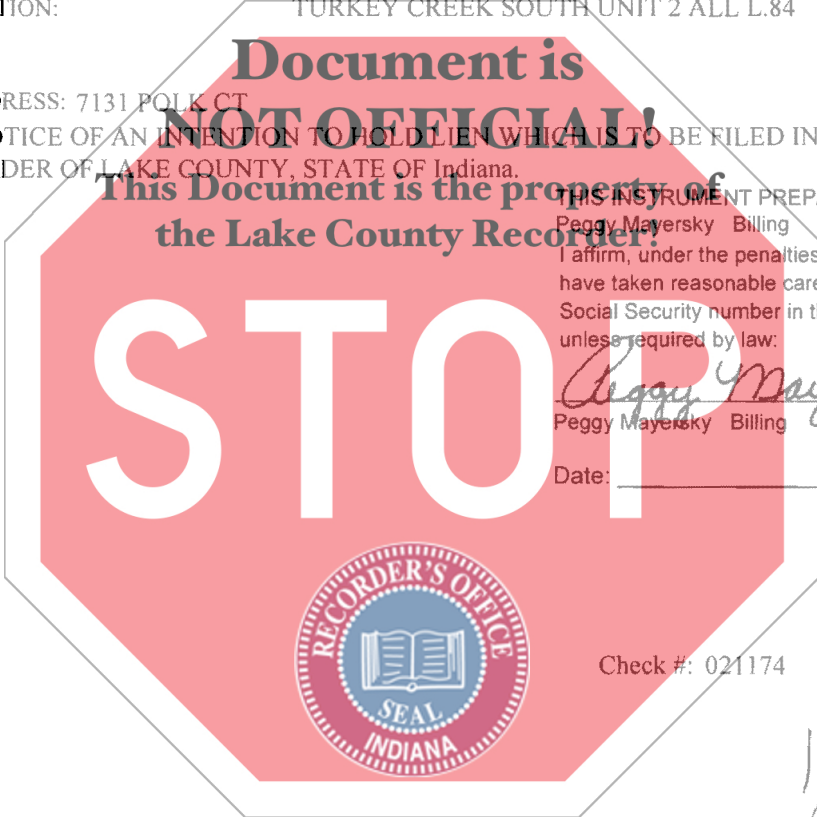 TION: TURKEY CREEK SOUTH UNIT 2 ALL L.84
Document is
RESS: 7131 POLK CT
NOT OFFICIAL!
TICE OF AN INTENTION TO HOLD LIEN WHICH IS TO BE FILED IN
DER OF LAKE COUNTY, STATE OF Indiana.
This Document is the property of
the Lake County Recorder!
THIS INSTRUMENT PREPA
Peggy Mayersky Billing
I affirm, under the penalties
have taken reasonable care
Social Security number in th
unless required by law:
STOP
Peggy May
Peggy Mayersky Billing
Date:
RECORDER'S OFFICE
SEAL
INDIANA
Check #: 021174